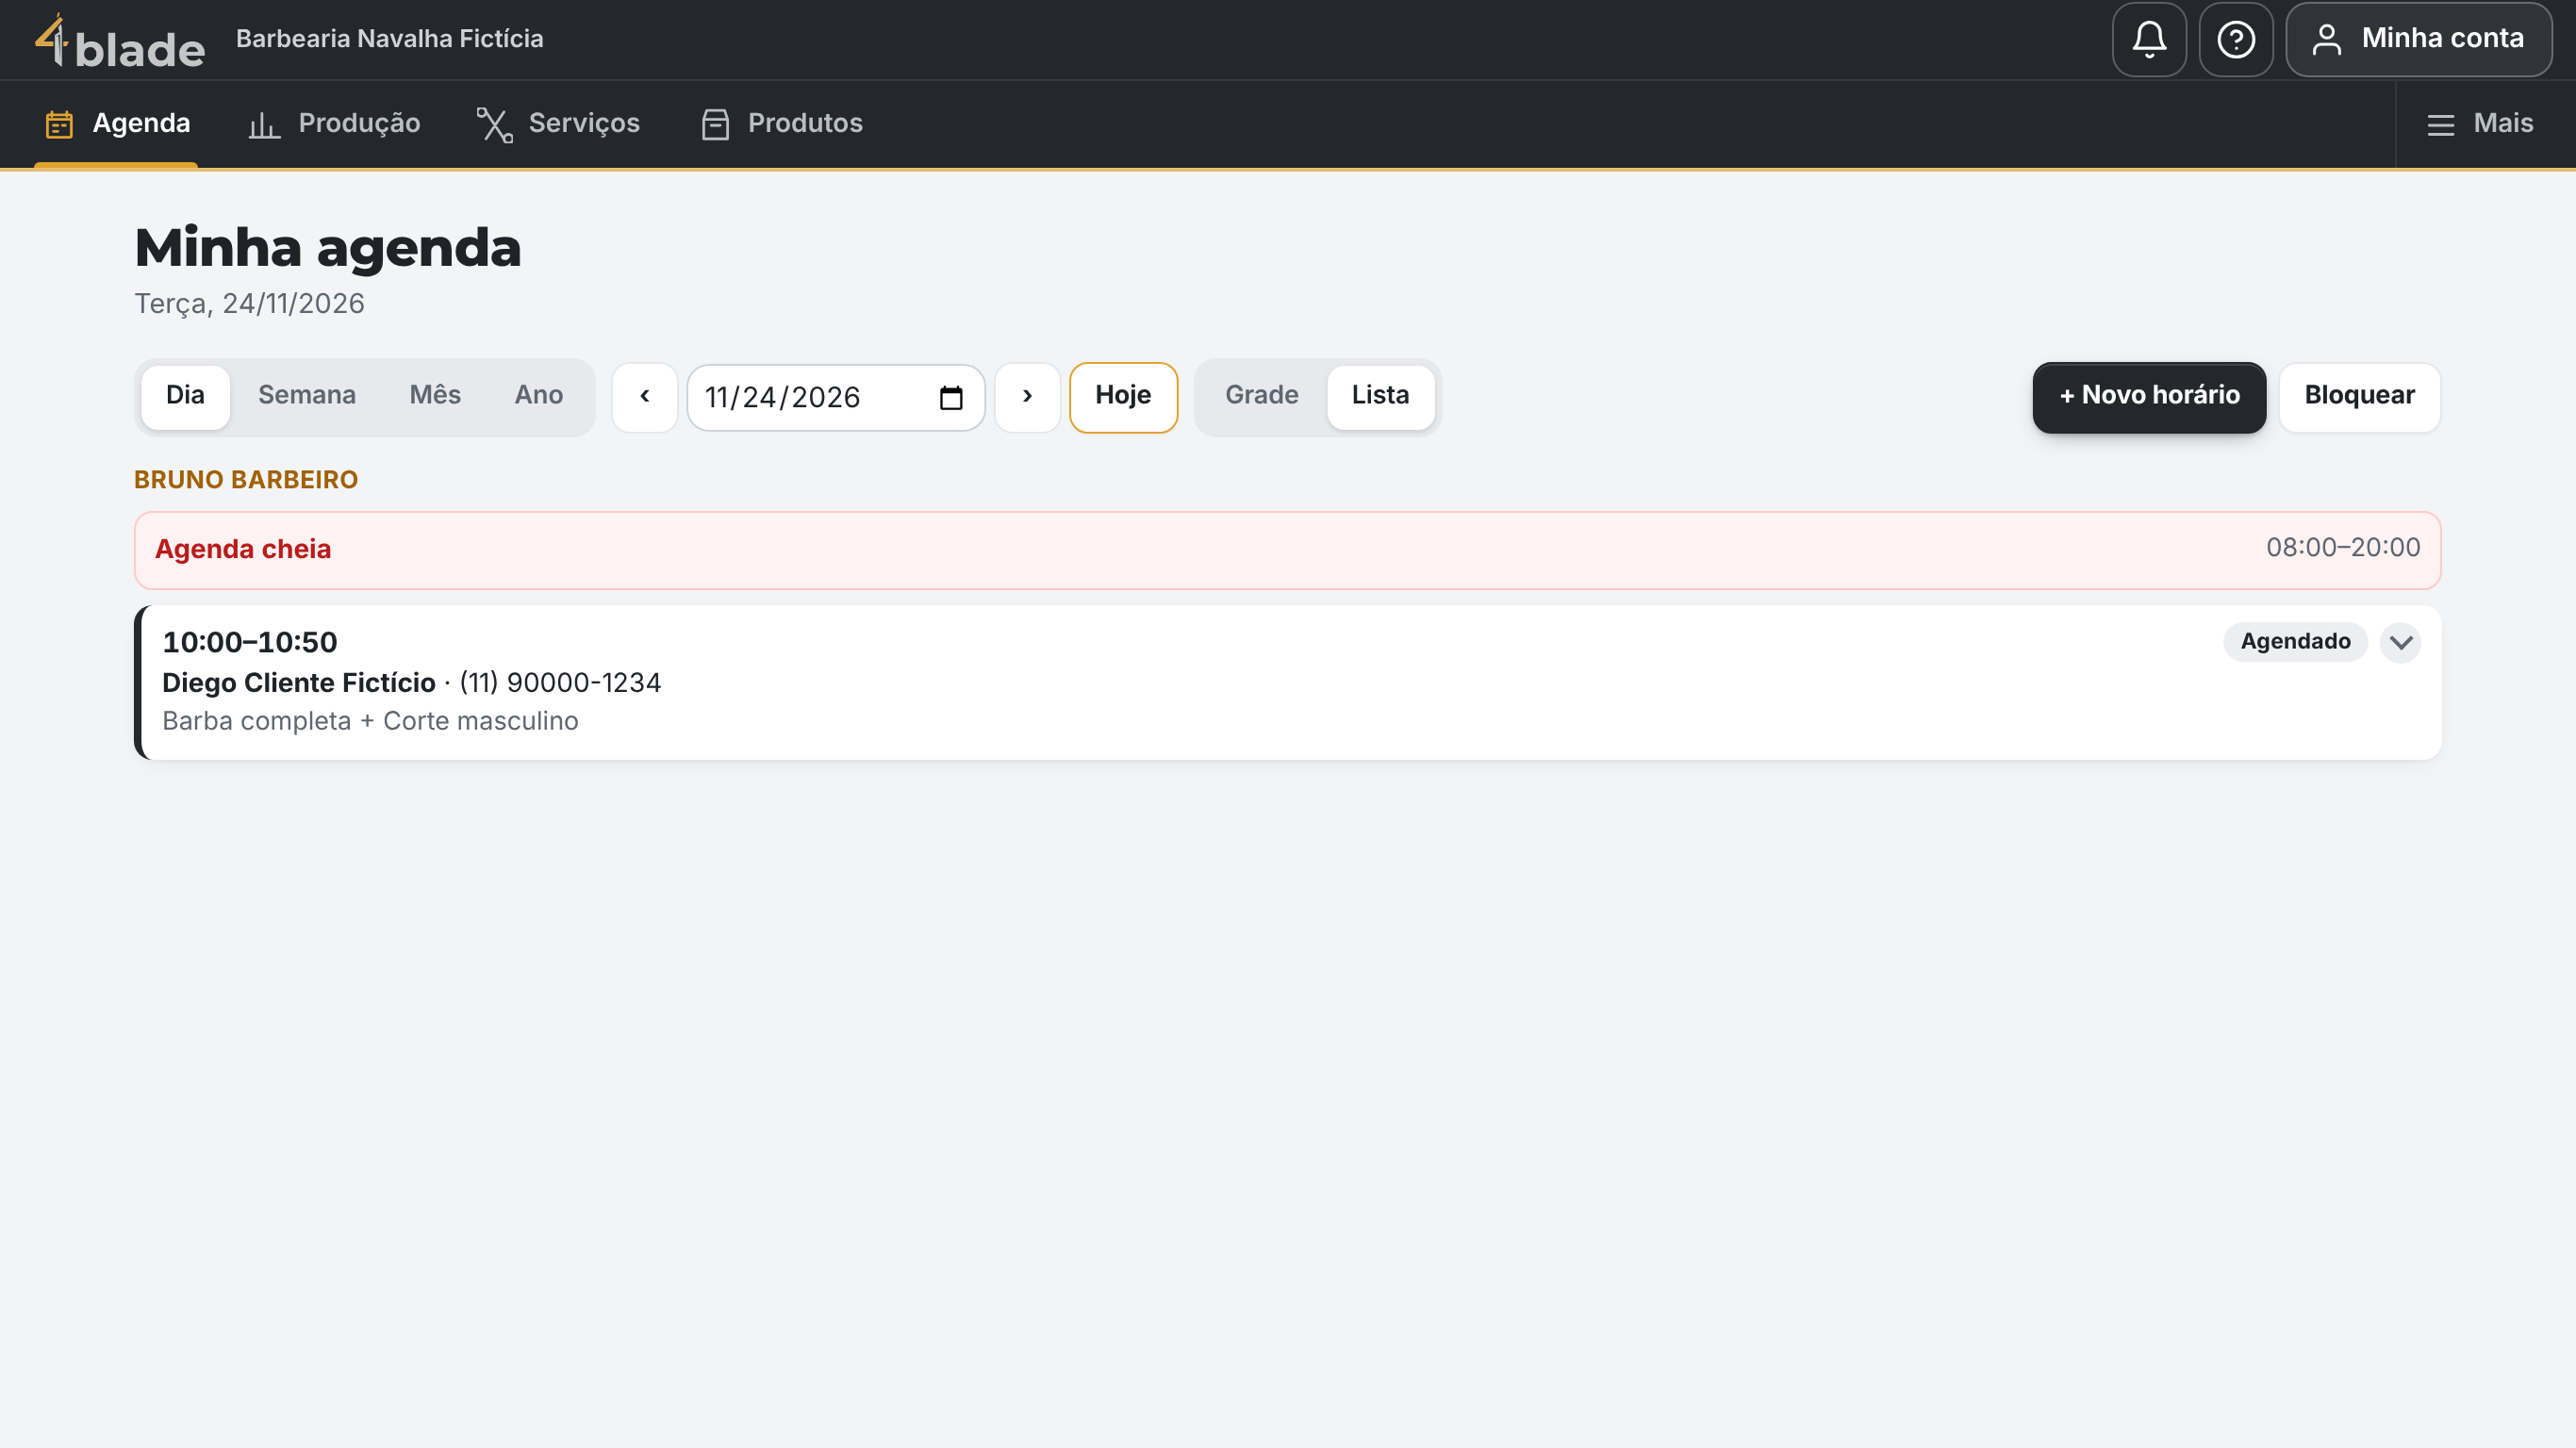 4blade
Barbearia Navalha Fictícia
Minha conta
Agenda
Produção
Serviços
Produtos
Mais
Minha agenda
Terça, 24/11/2026
Dia
Semana
Mês
Ano
‹
11/24/2026
›
Hoje
Grade
Lista
+ Novo horário
Bloquear
BRUNO BARBEIRO
Agenda cheia
08:00–20:00
10:00–10:50
Agendado
Diego Cliente Fictício · (11) 90000-1234
Barba completa + Corte masculino